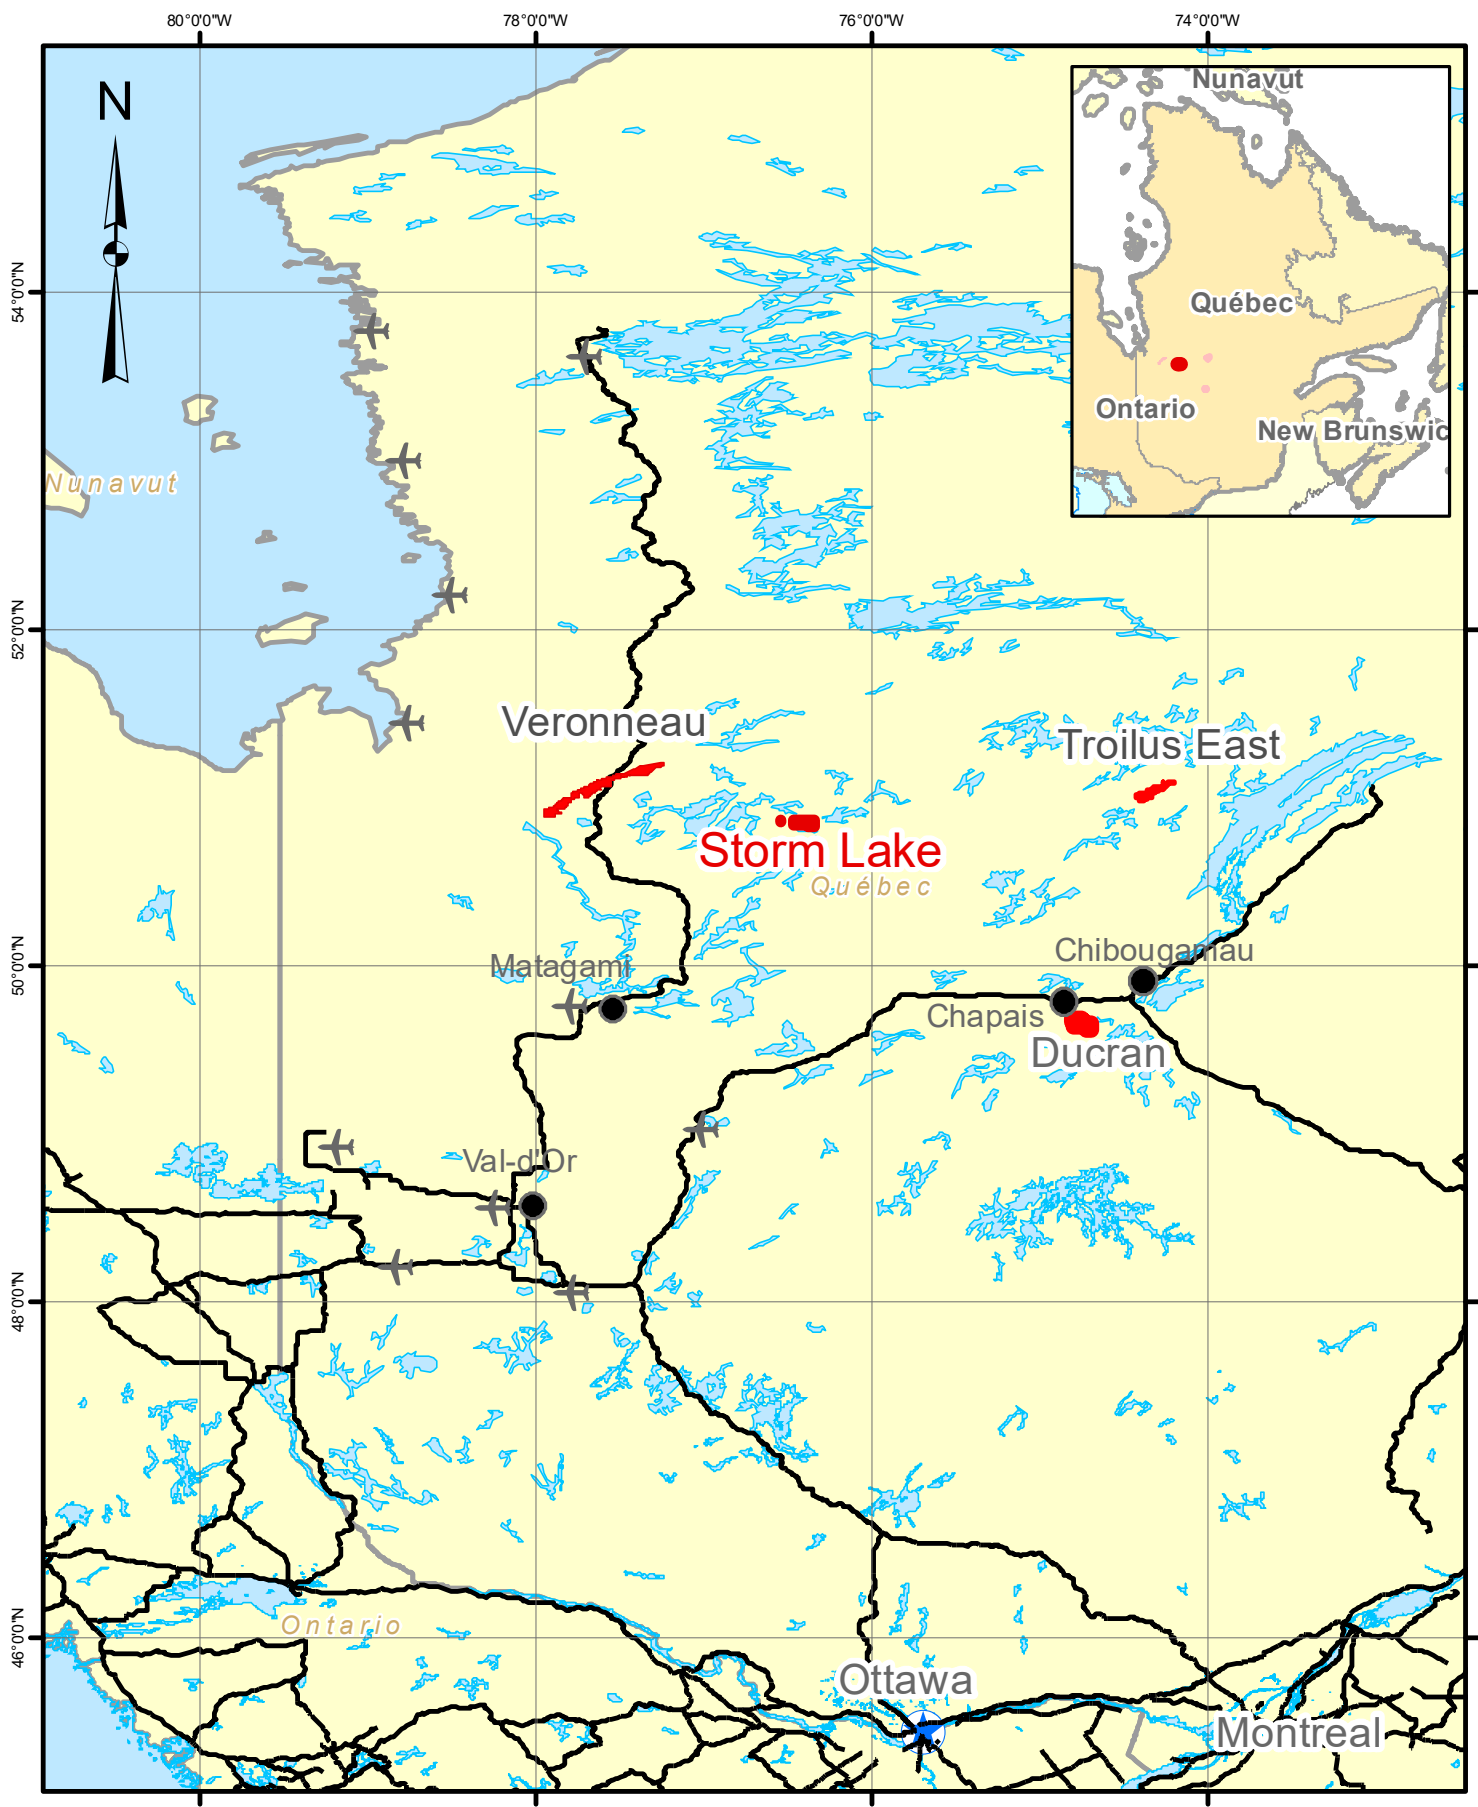 80°0'0"W
78°0'0"W
76°0'0"W
74°0'0"W
N
Nunavut
Québec
Ontario
New Brunswic
54°0'0"N
Nunavut
52°0'0"N
Veronneau
Troilus East
Storm Lake
Québec
Chibougamau
50°0'0"N
Matagami
Chapais
Ducran
Val-d'Or
48°0'0"N
Ontario
46°0'0"N
Ottawa
Montreal